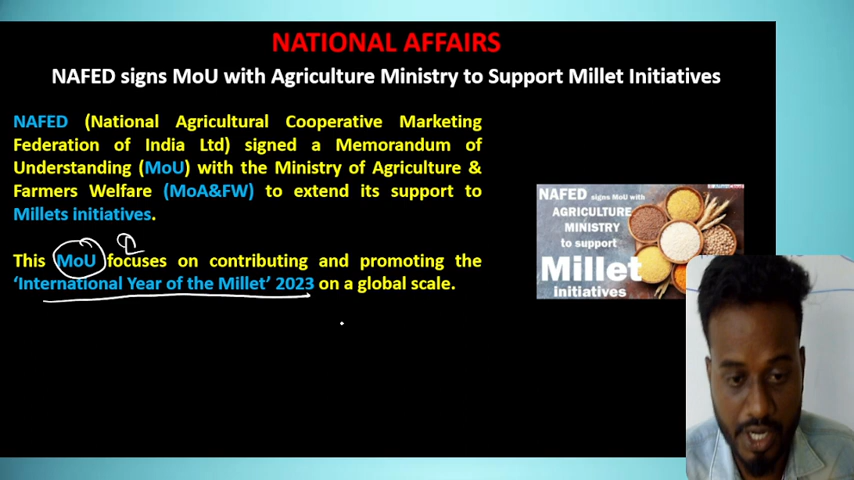 NATIONAL AFFAIRS
NAFED signs MoU with Agriculture Ministry to Support Millet Initiatives
NAFED (National Agricultural Cooperative Marketing
Federation of India Ltd) signed a Memorandum of
Understanding (MoU) with the Ministry of Agriculture &
Farmers Welfare (MoA&FW) to extend its support to
Millets initiatives.
This MoU focuses on contributing and promoting the
‘International Year of the Millet’ 2023 on a global scale.
NAFED signs MoU with
AGRICULTURE
MINISTRY
to support
Millet
initiatives